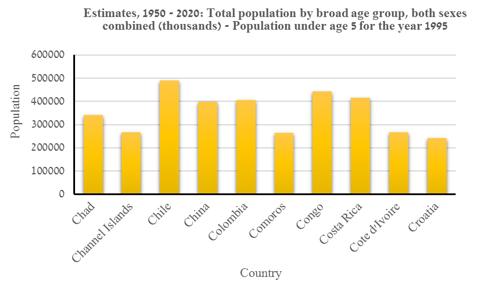 Estimates, 1950 - 2020: Total population by broad age group, both sexes
combined (thousands) - Population under age 5 for the year 1995
600000
500000
400000
300000
200000
100000
0
Population
Chad
Channel Islands
Chile
China
Colombia
Comoros
Congo
Costa Rica
Cote d'Ivoire
Croatia
Country